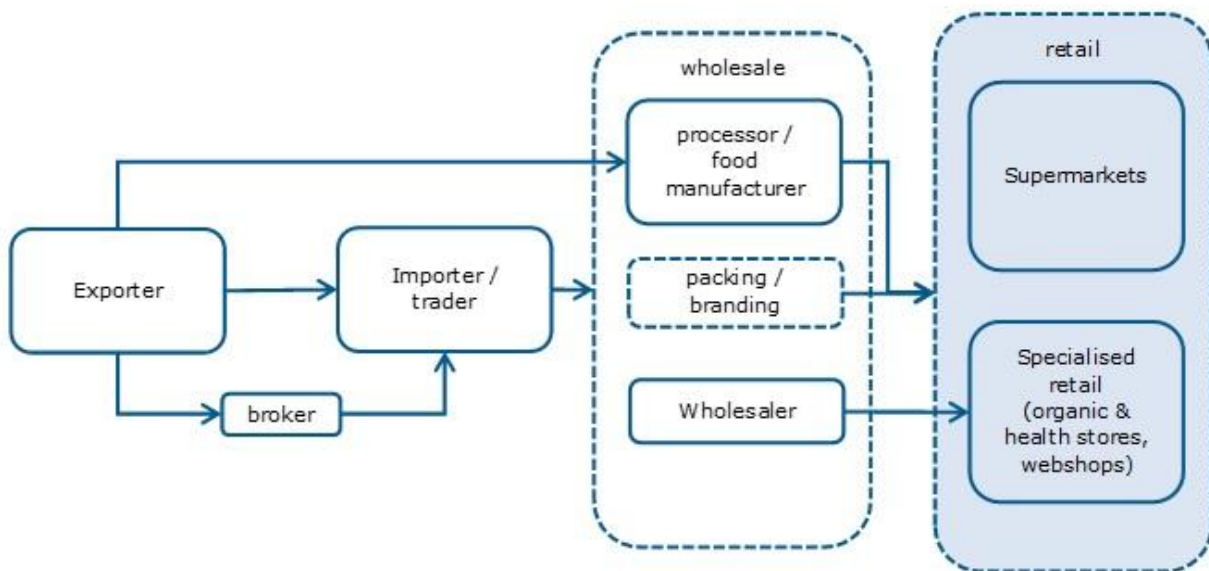 wholesale
retail
processor /
food
manufacturer
Supermarkets
Exporter
Importer /
trader
packing /
branding
broker
Wholesaler
Specialised
retail
(organic &
health stores,
webshops)